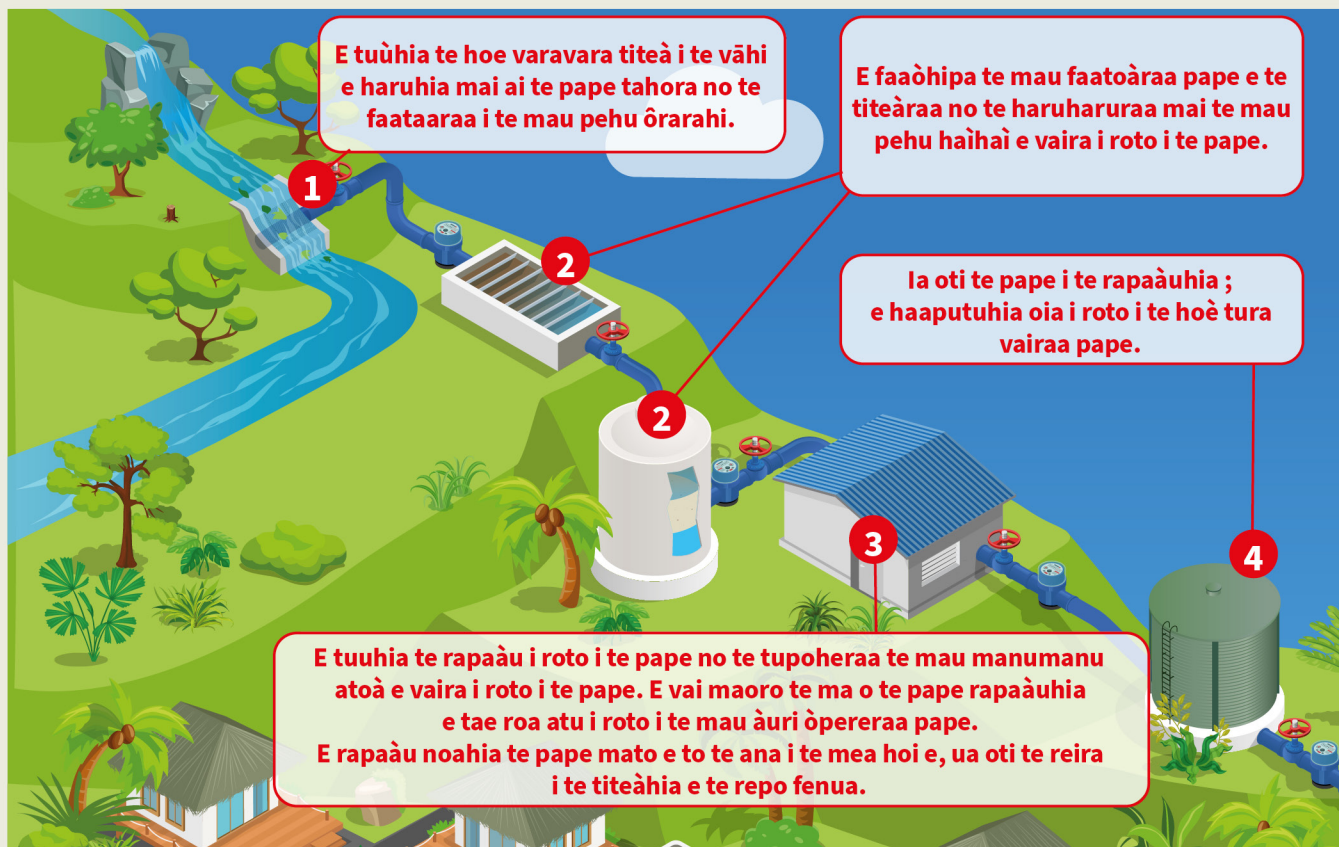 E tuùhia te hoe varavara titeà i te vāhi
e haruhia mai ai te pape tahora no te
faataaraa i te mau pehu ôrarahi.
E faaòhipa te mau faatoàraa pape e te
titeàraa no te haruharuraa mai te mau
pehu haìhaì e vaira i roto i te pape.
1
2
Ia oti te pape i te rapaàuhia ;
e haaputuhia oia i roto i te hoè tura
vairaa pape.
2
3
4
E tuuhia te rapaàu i roto i te pape no te tupoheraa te mau manumanu
atoà e vaira i roto i te pape. E vai maoro te ma o te pape rapaàuhia
e tae roa atu i roto i te mau àuri òpereraa pape.
E rapaàu noahia te pape mato e to te ana i te mea hoi e, ua oti te reira
i te titeàhia e te repo fenua.